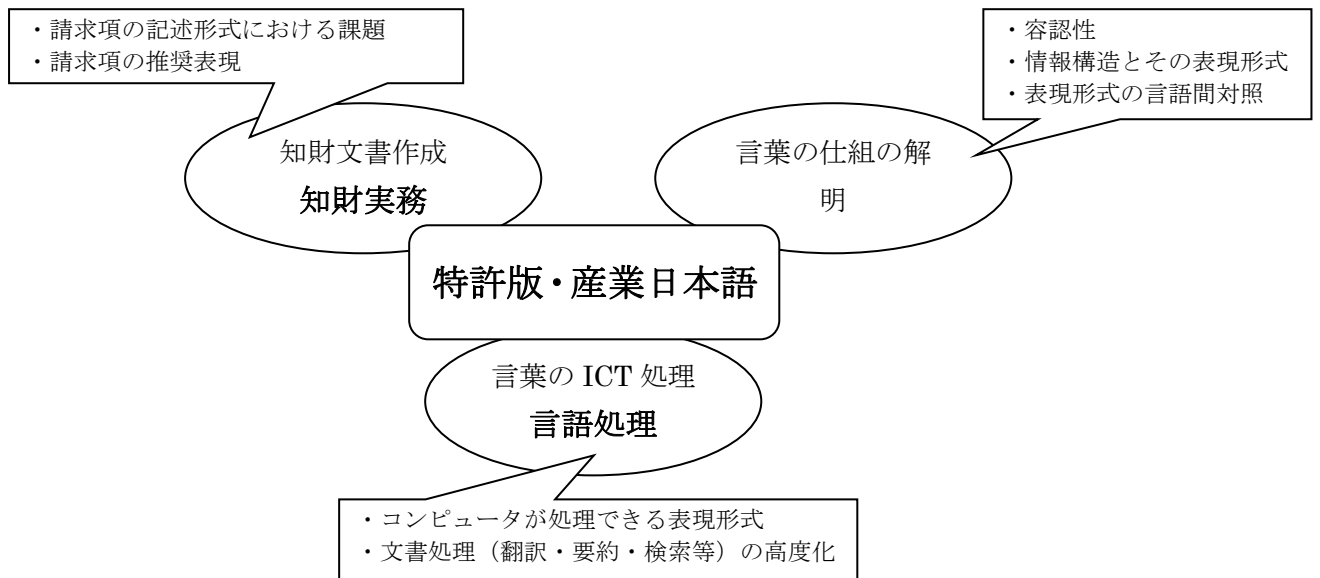 ・請求項の記述形式における課題
・請求項の推奨表現
・容認性
・情報構造とその表現形式
・表現形式の言語間対照
知財文書作成
知財実務
言葉の仕組の解
明
特許版・産業日本語
言葉の ICT 処理
言語処理
・コンピュータが処理できる表現形式
・文書処理（翻訳・要約・検索等）の高度化